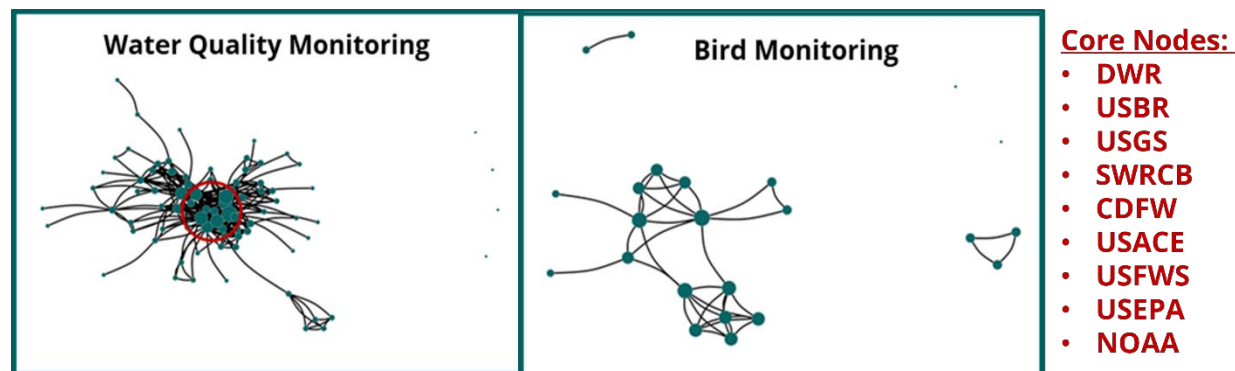 Water Quality Monitoring
Bird Monitoring
Core Nodes:
• DWR
• USBR
• USGS
• SWRCB
• CDFW
• USACE
• USFWS
• USEPA
• NOAA